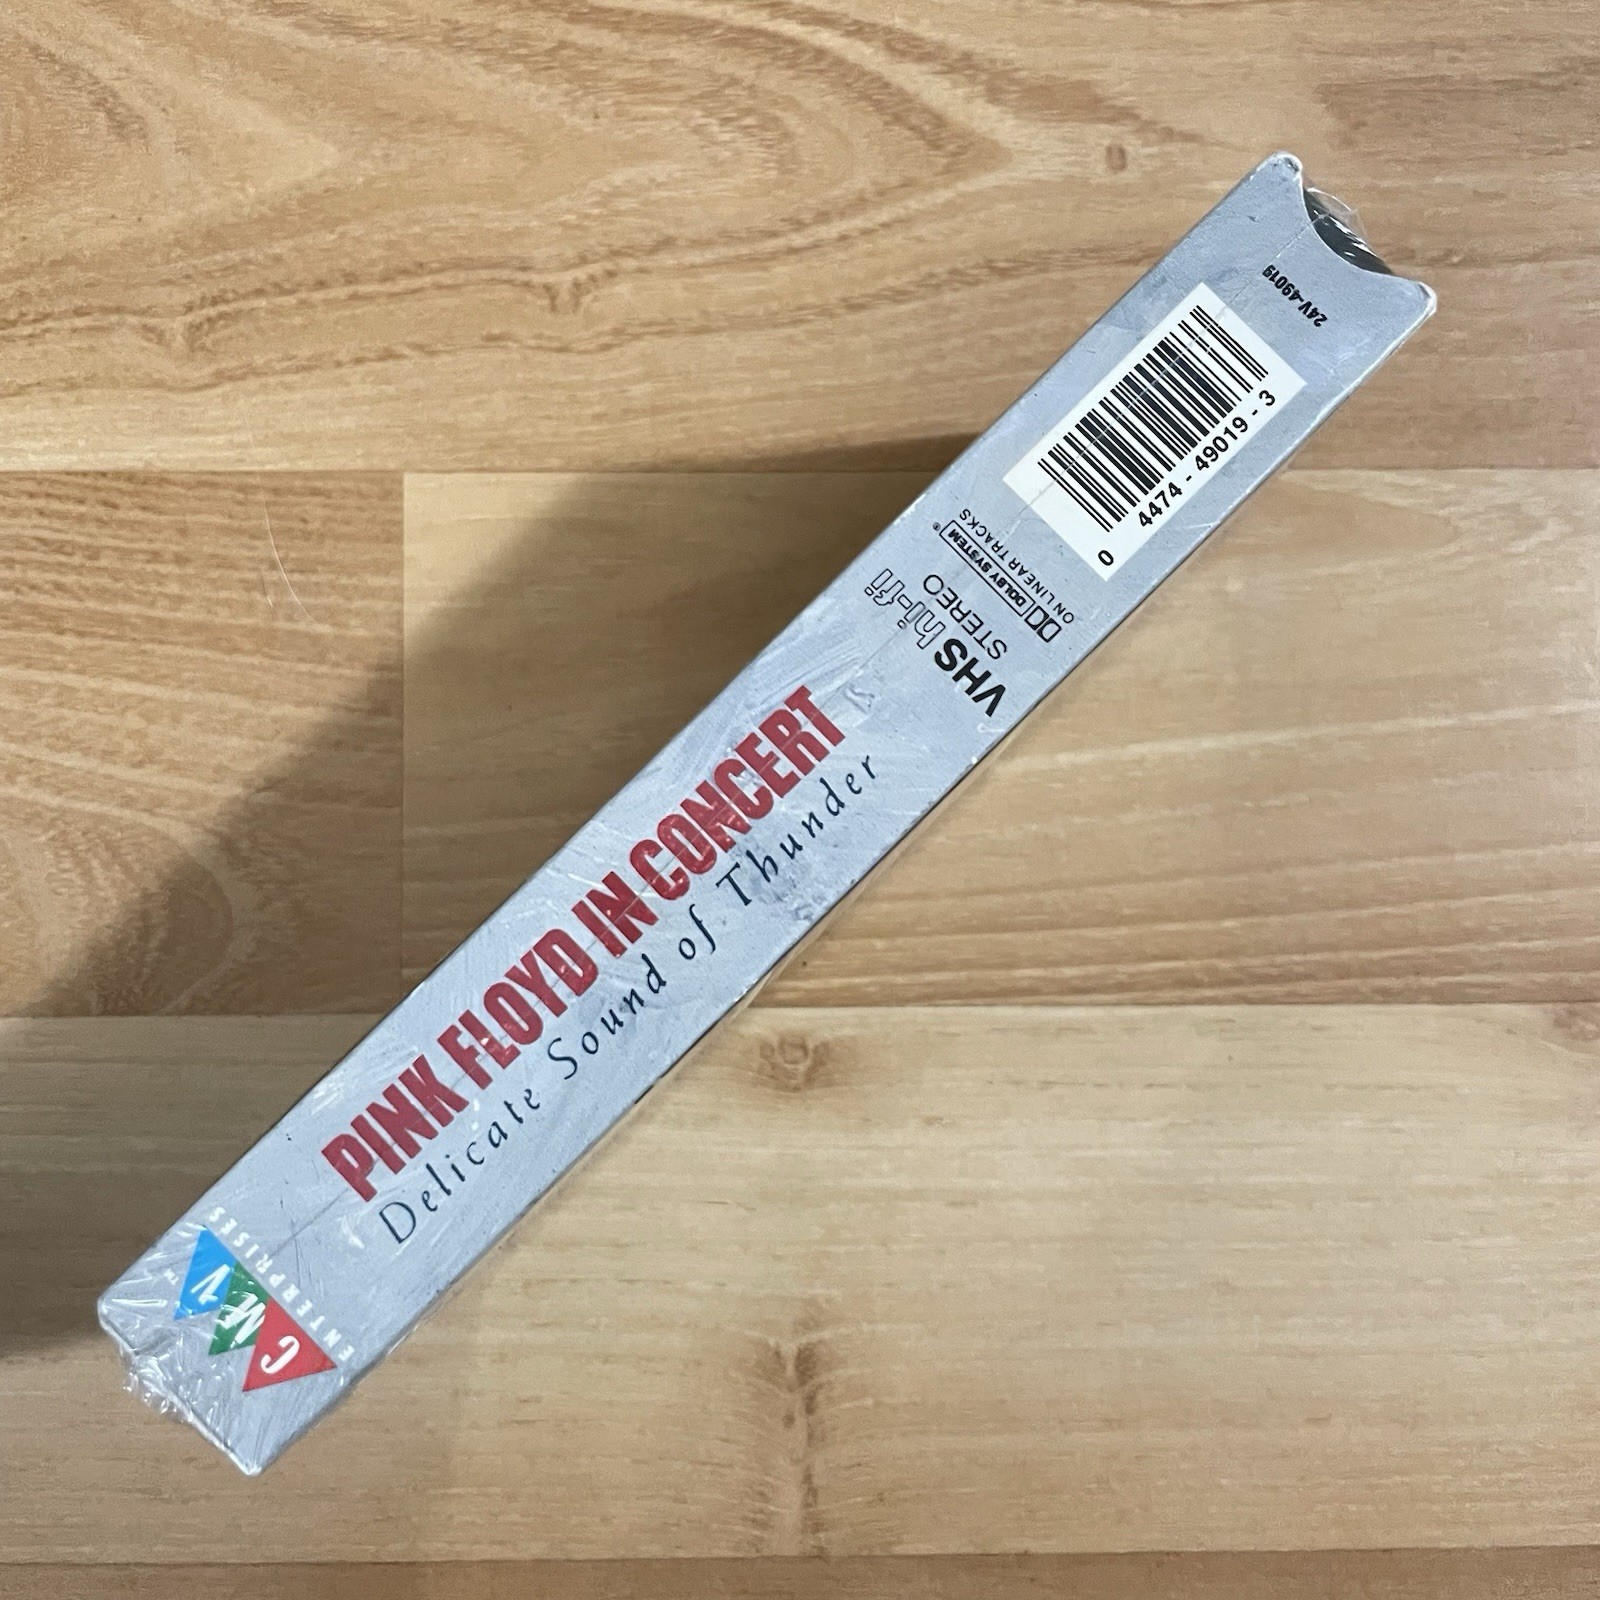 CMV
ENTERPRISES
™
PINK FLOYD IN CONCERT
Delicate Sound of Thunder
VHS hi-fi
STEREO
DOLBY SYSTEM ®
ON LINEAR TRACKS
0 4474 - 49019 - 3
24V-49019